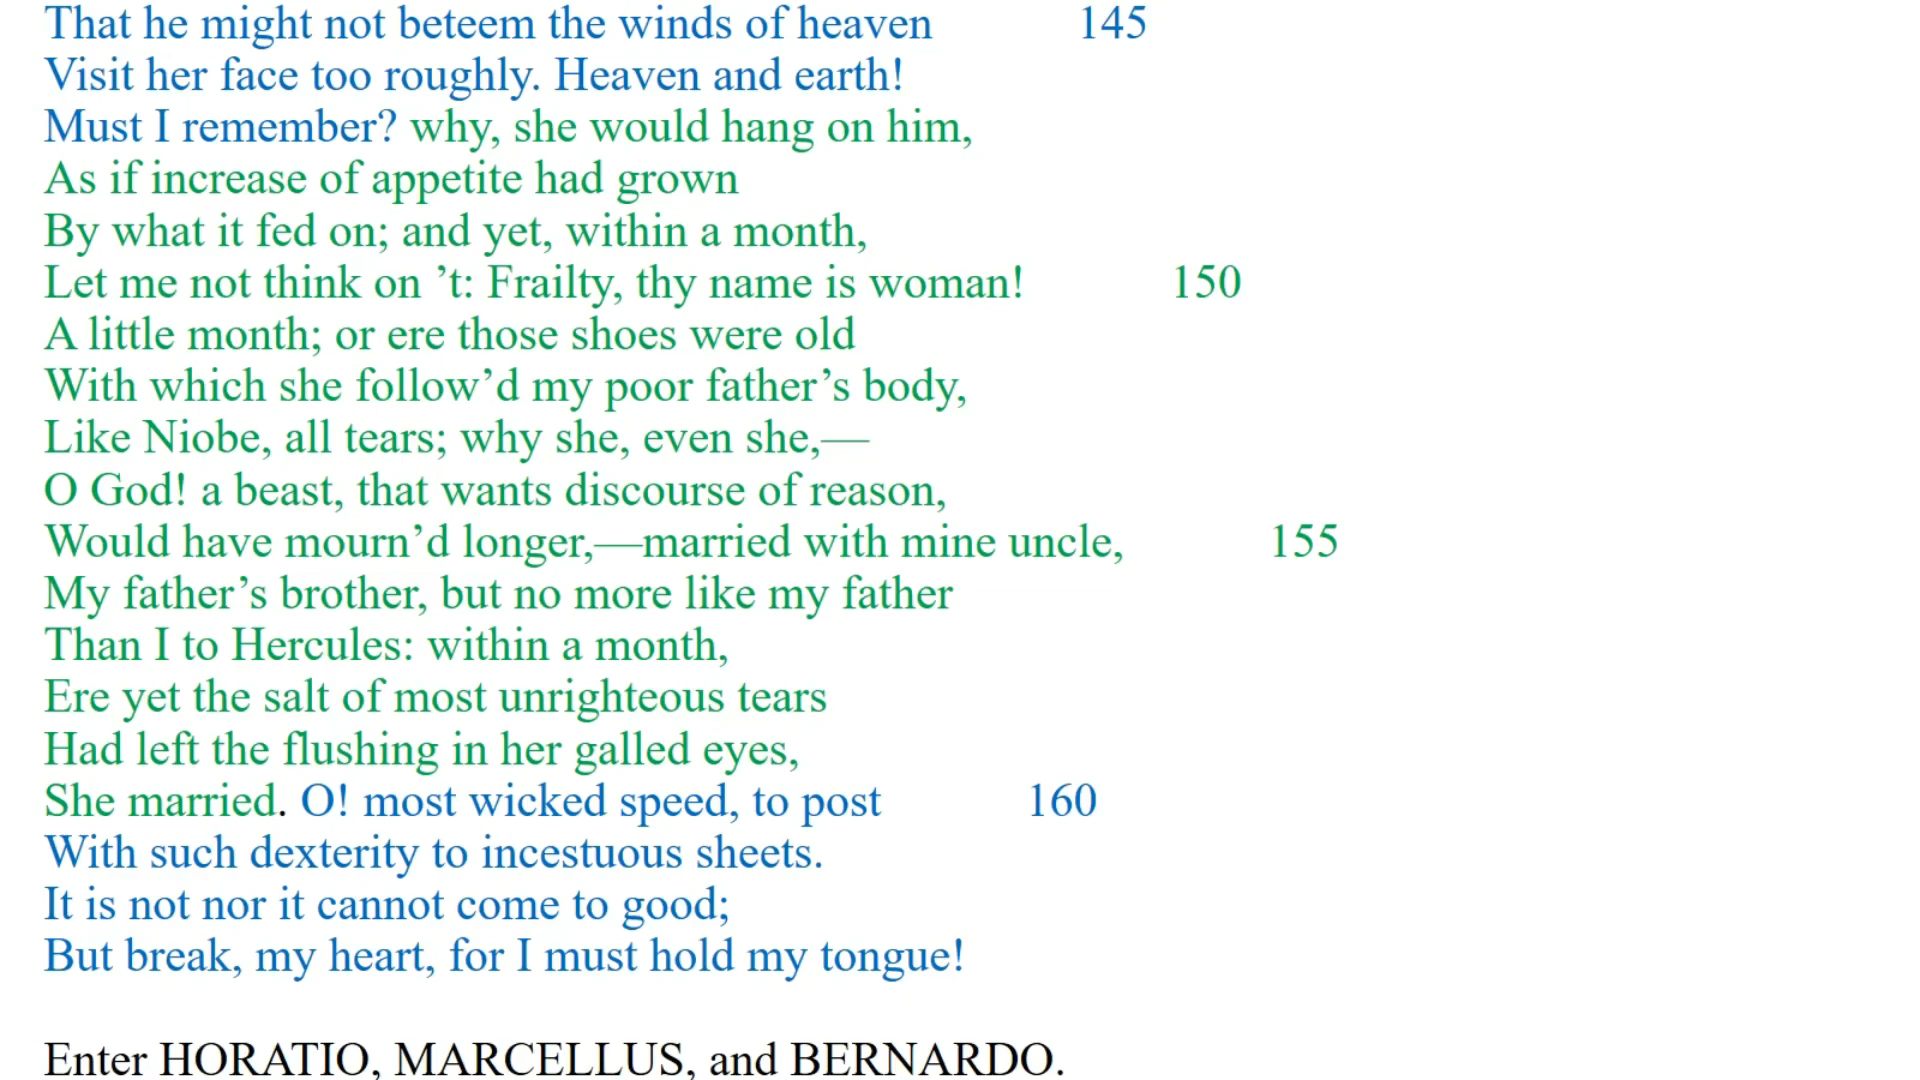 That he might not beteem the winds of heaven 145
Visit her face too roughly. Heaven and earth!
Must I remember? why, she would hang on him,
As if increase of appetite had grown
By what it fed on; and yet, within a month,
Let me not think on ’t: Frailty, thy name is woman! 150
A little month; or ere those shoes were old
With which she follow’d my poor father’s body,
Like Niobe, all tears; why she, even she,—
O God! a beast, that wants discourse of reason,
Would have mourn’d longer,—married with mine uncle, 155
My father’s brother, but no more like my father
Than I to Hercules: within a month,
Ere yet the salt of most unrighteous tears
Had left the flushing in her galled eyes,
She married. O! most wicked speed, to post 160
With such dexterity to incestuous sheets.
It is not nor it cannot come to good;
But break, my heart, for I must hold my tongue!
Enter HORATIO, MARCELLUS, and BERNARDO.